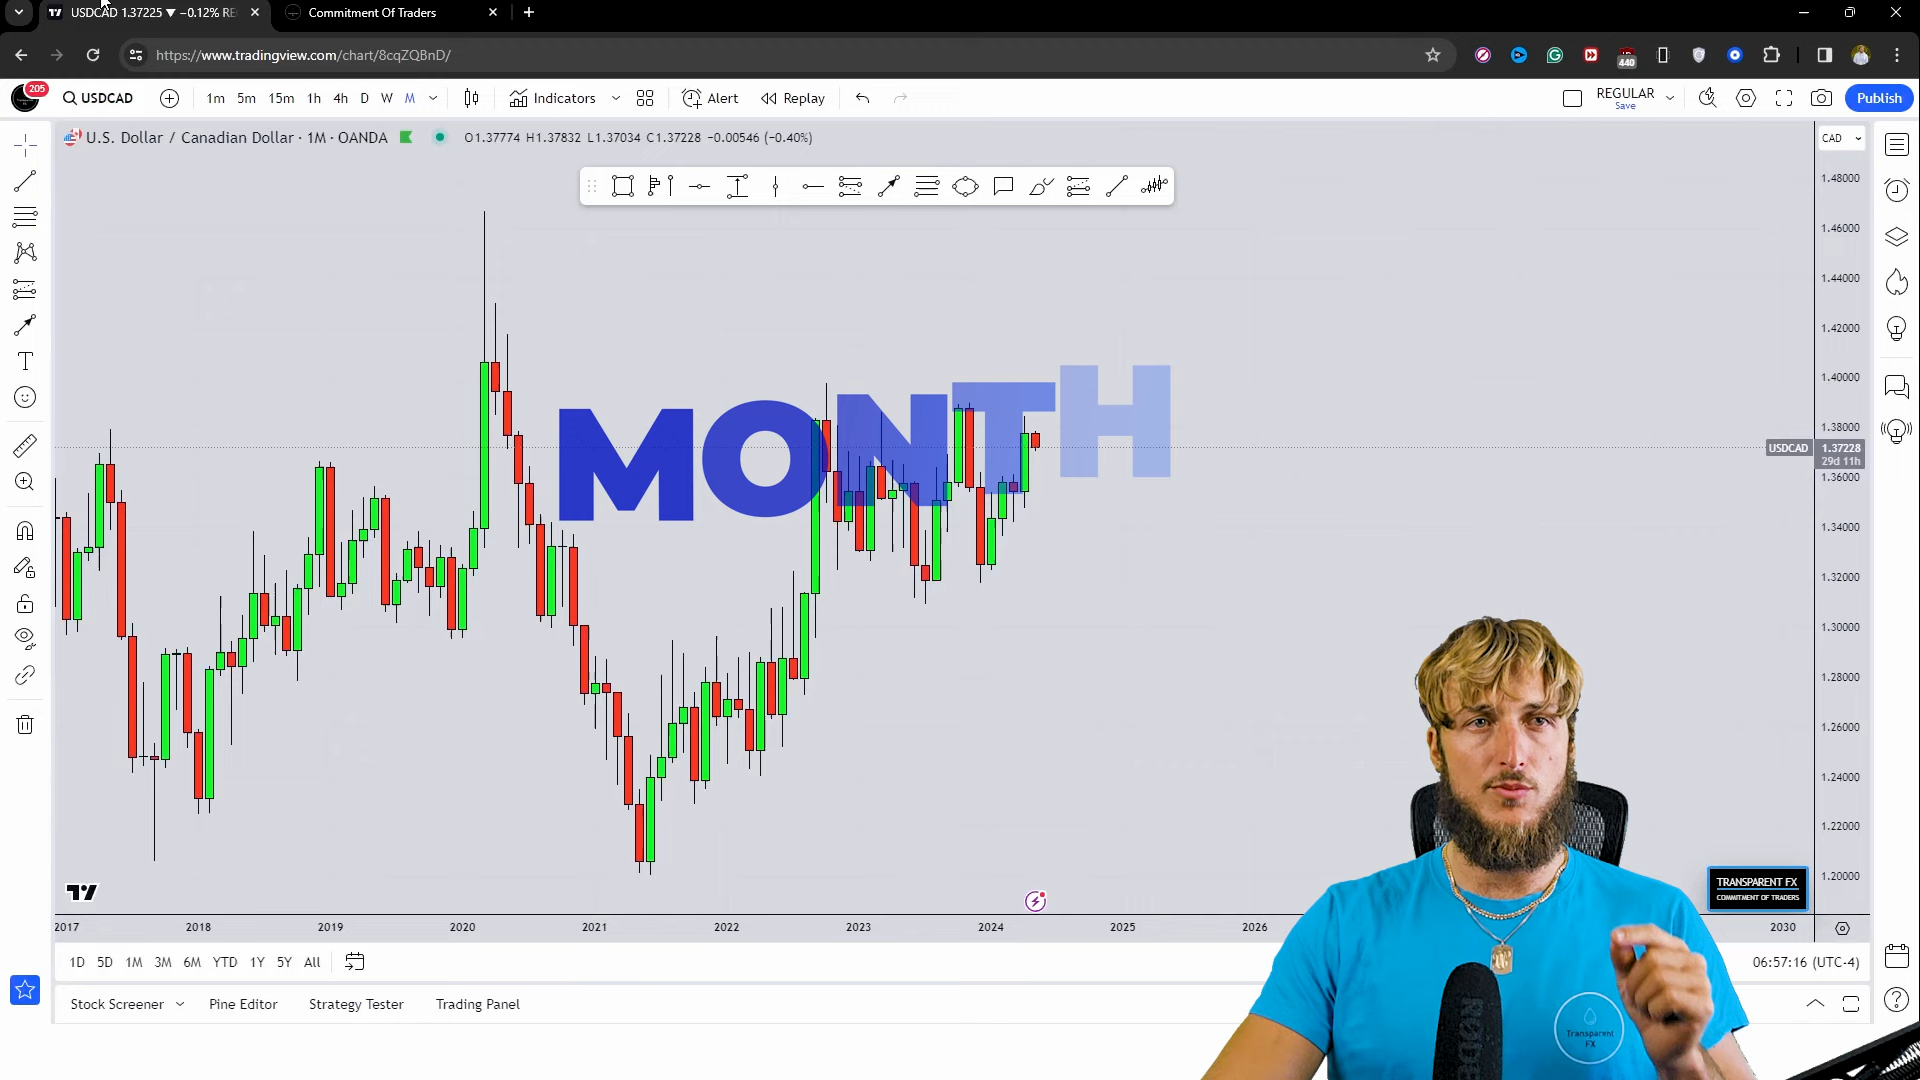 USDCAD 1.37225 ▼ −0.12% RE
Commitment Of Traders
https://www.tradingview.com/chart/8cqZQBnD/
440
205
USDCAD
1m 5m 15m 1h 4h D W M
Indicators
Alert
Replay
REGULAR
Save
Publish
U.S. Dollar / Canadian Dollar · 1M · OANDA
O1.37774 H1.37832 L1.37034 C1.37228 −0.00546 (−0.40%)
CAD
1.48000
1.46000
1.44000
1.42000
1.40000
1.38000
USDCAD 1.37228
29d 11h
1.36000
1.34000
1.32000
1.30000
1.28000
1.26000
1.24000
1.22000
1.20000
MONTH
TRANSPARENT FX
COMMITMENT OF TRADERS
2017 2018 2019 2020 2021 2022 2023 2024 2025 2026 2030
1D 5D 1M 3M 6M YTD 1Y 5Y All
06:57:16 (UTC-4)
Stock Screener Pine Editor Strategy Tester Trading Panel
Transparent
FX